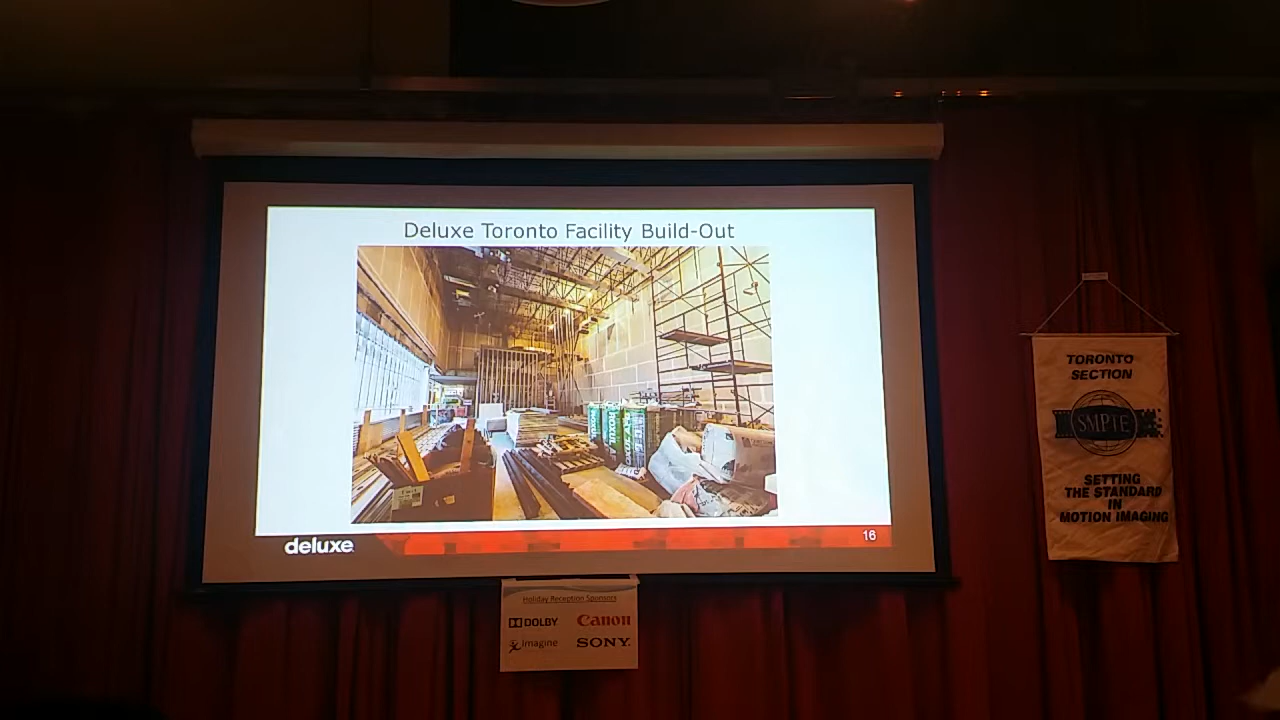 Deluxe Toronto Facility Build-Out
deluxe
16
Holiday Reception Sponsors
DOLBY
Canon
imagine
SONY
TORONTO
SECTION
SMPTE
SETTING
THE STANDARD
IN
MOTION IMAGING